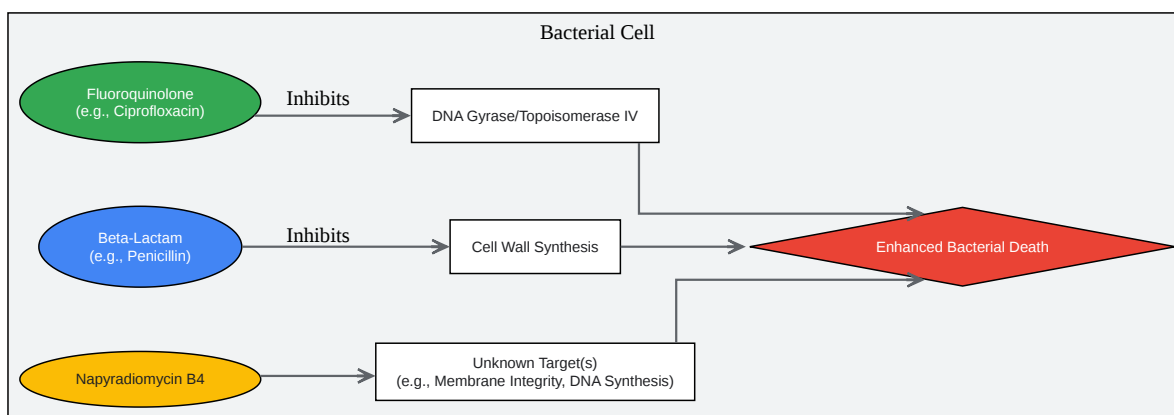 Bacterial Cell
Fluoroquinolone
(e.g., Ciprofloxacin)
Inhibits
DNA Gyrase/Topoisomerase IV
Beta-Lactam
(e.g., Penicillin)
Inhibits
Cell Wall Synthesis
Enhanced Bacterial Death
Napyradiomycin B4
Unknown Target(s)
(e.g., Membrane Integrity, DNA Synthesis)